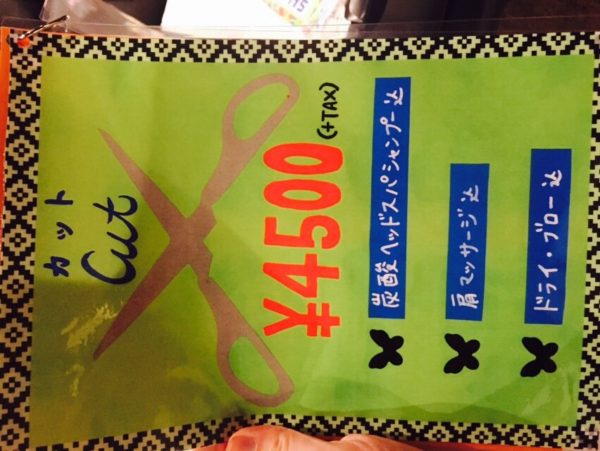 カット
Cut
¥4500(+TAX)
炭酸ヘッドスパシャンプー込
肩マッサージ込
ドライ・ブロー込